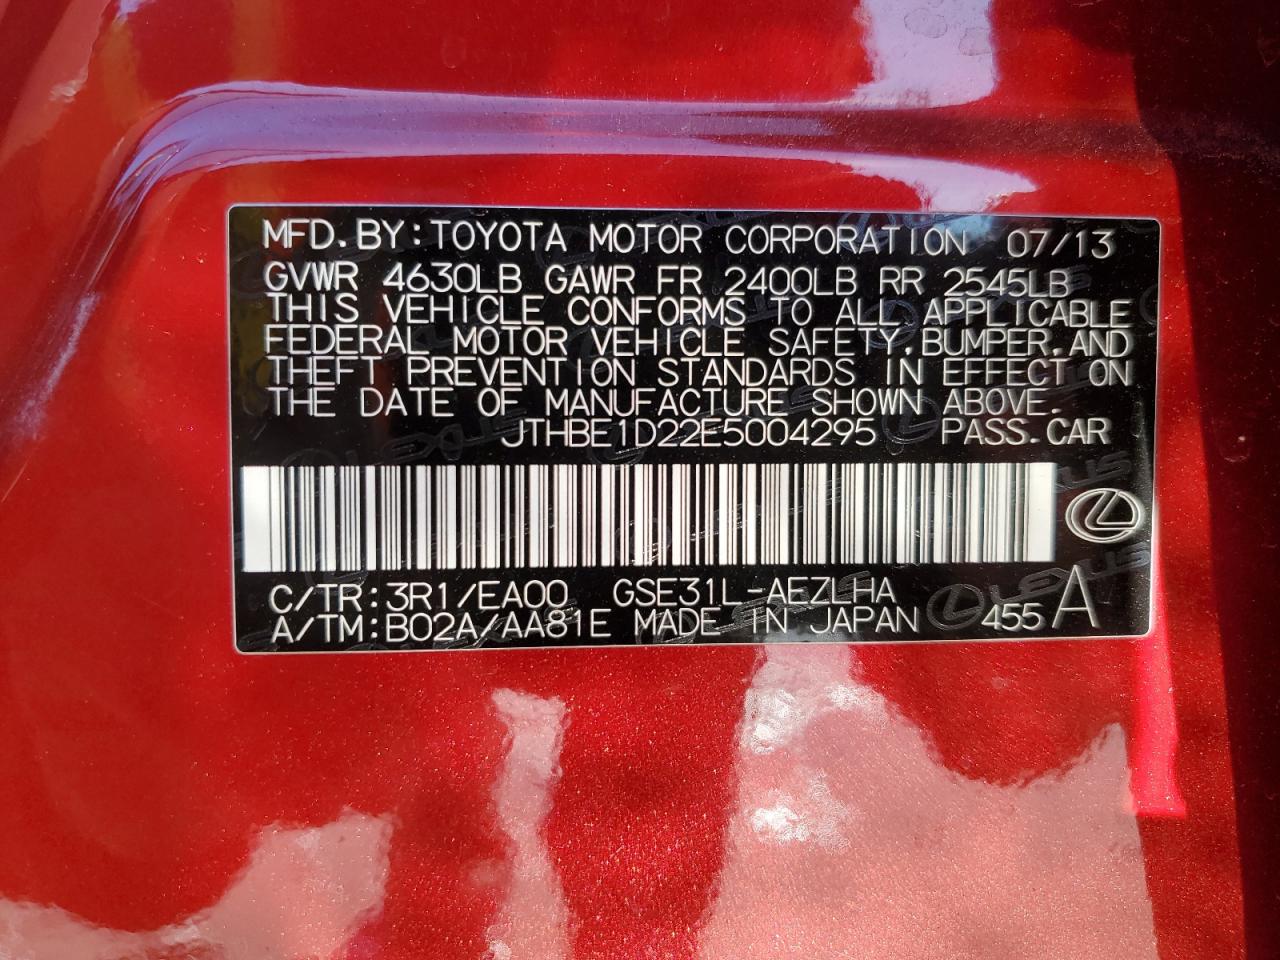 MFD. BY: TOYOTA MOTOR CORPORATION 07/13
GVWR 4630LB GAWR FR 2400LB RR 2545LB
THIS VEHICLE CONFORMS TO ALL APPLICABLE
FEDERAL MOTOR VEHICLE SAFETY, BUMPER, AND
THEFT PREVENTION STANDARDS IN EFFECT ON
THE DATE OF MANUFACTURE SHOWN ABOVE.
JTHBE1D22E5004295 PASS. CAR
C/TR: 3R1/EA00 GSE31L-AEZLHA
A/TM: B02A/AA81E MADE IN JAPAN 455 A